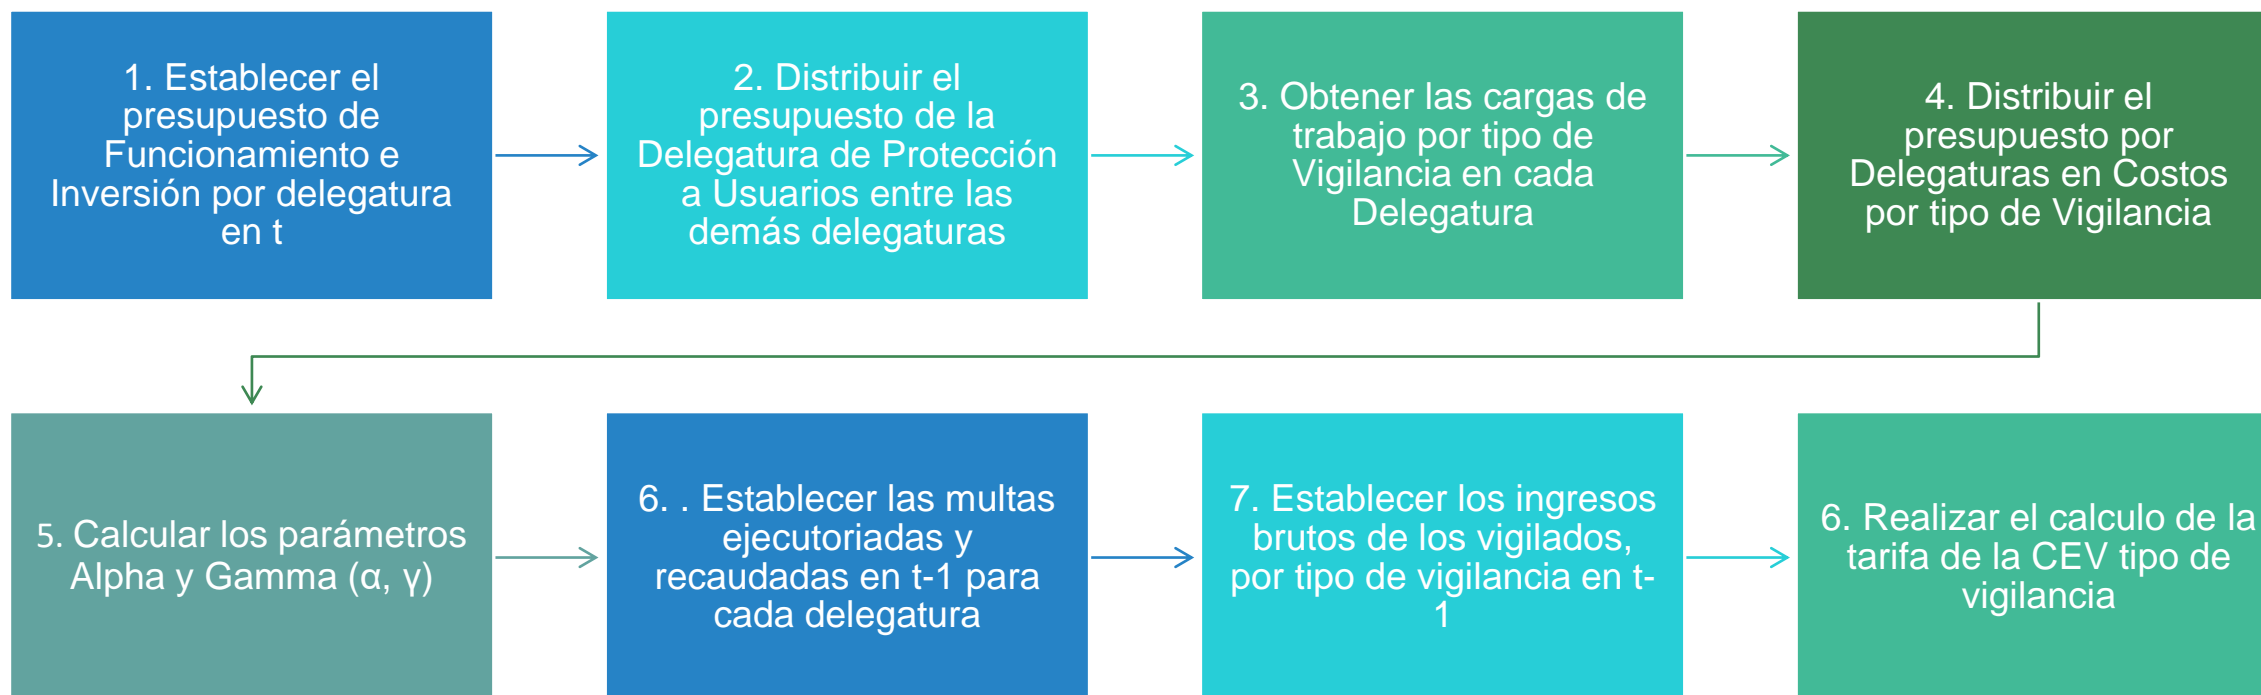 1. Establecer el
presupuesto de
Funcionamiento e
Inversión por delegatura
en t
2. Distribuir el
presupuesto de la
Delegatura de Protección
a Usuarios entre las
demás delegaturas
3. Obtener las cargas de
trabajo por tipo de
Vigilancia en cada
Delegatura
4. Distribuir el
presupuesto por
Delegaturas en Costos
por tipo de Vigilancia
5. Calcular los parámetros
Alpha y Gamma (α, γ)
6. . Establecer las multas
ejecutoriadas y
recaudadas en t-1 para
cada delegatura
7. Establecer los ingresos
brutos de los vigilados,
por tipo de vigilancia en t-
1
6. Realizar el calculo de la
tarifa de la CEV tipo de
vigilancia